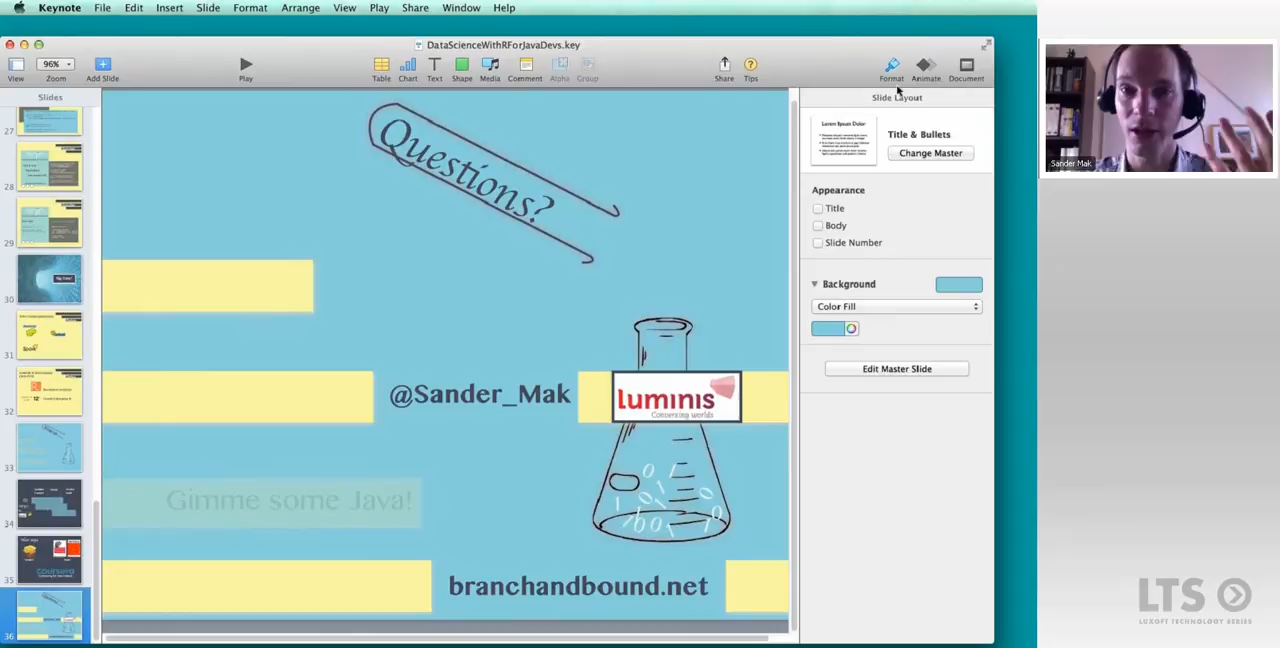 Keynote File Edit Insert Slide Format Arrange View Play Share Window Help
DataScienceWithRForJavaDevs.key
96%
View Zoom Add Slide Play Table Chart Text Shape Media Comment Alpha Group Share Tips Format Animate Document
Slides
Slide Layout
27
28
29
30
31
32
33
34
35
36
Questions?
@Sander_Mak
luminis
Conversing worlds
Gimme some Java!
branchandbound.net
Title & Bullets
Change Master
Appearance
Title
Body
Slide Number
Background
Color Fill
Edit Master Slide
Sander Mak
LTS
LUXOFT TECHNOLOGY SERIES